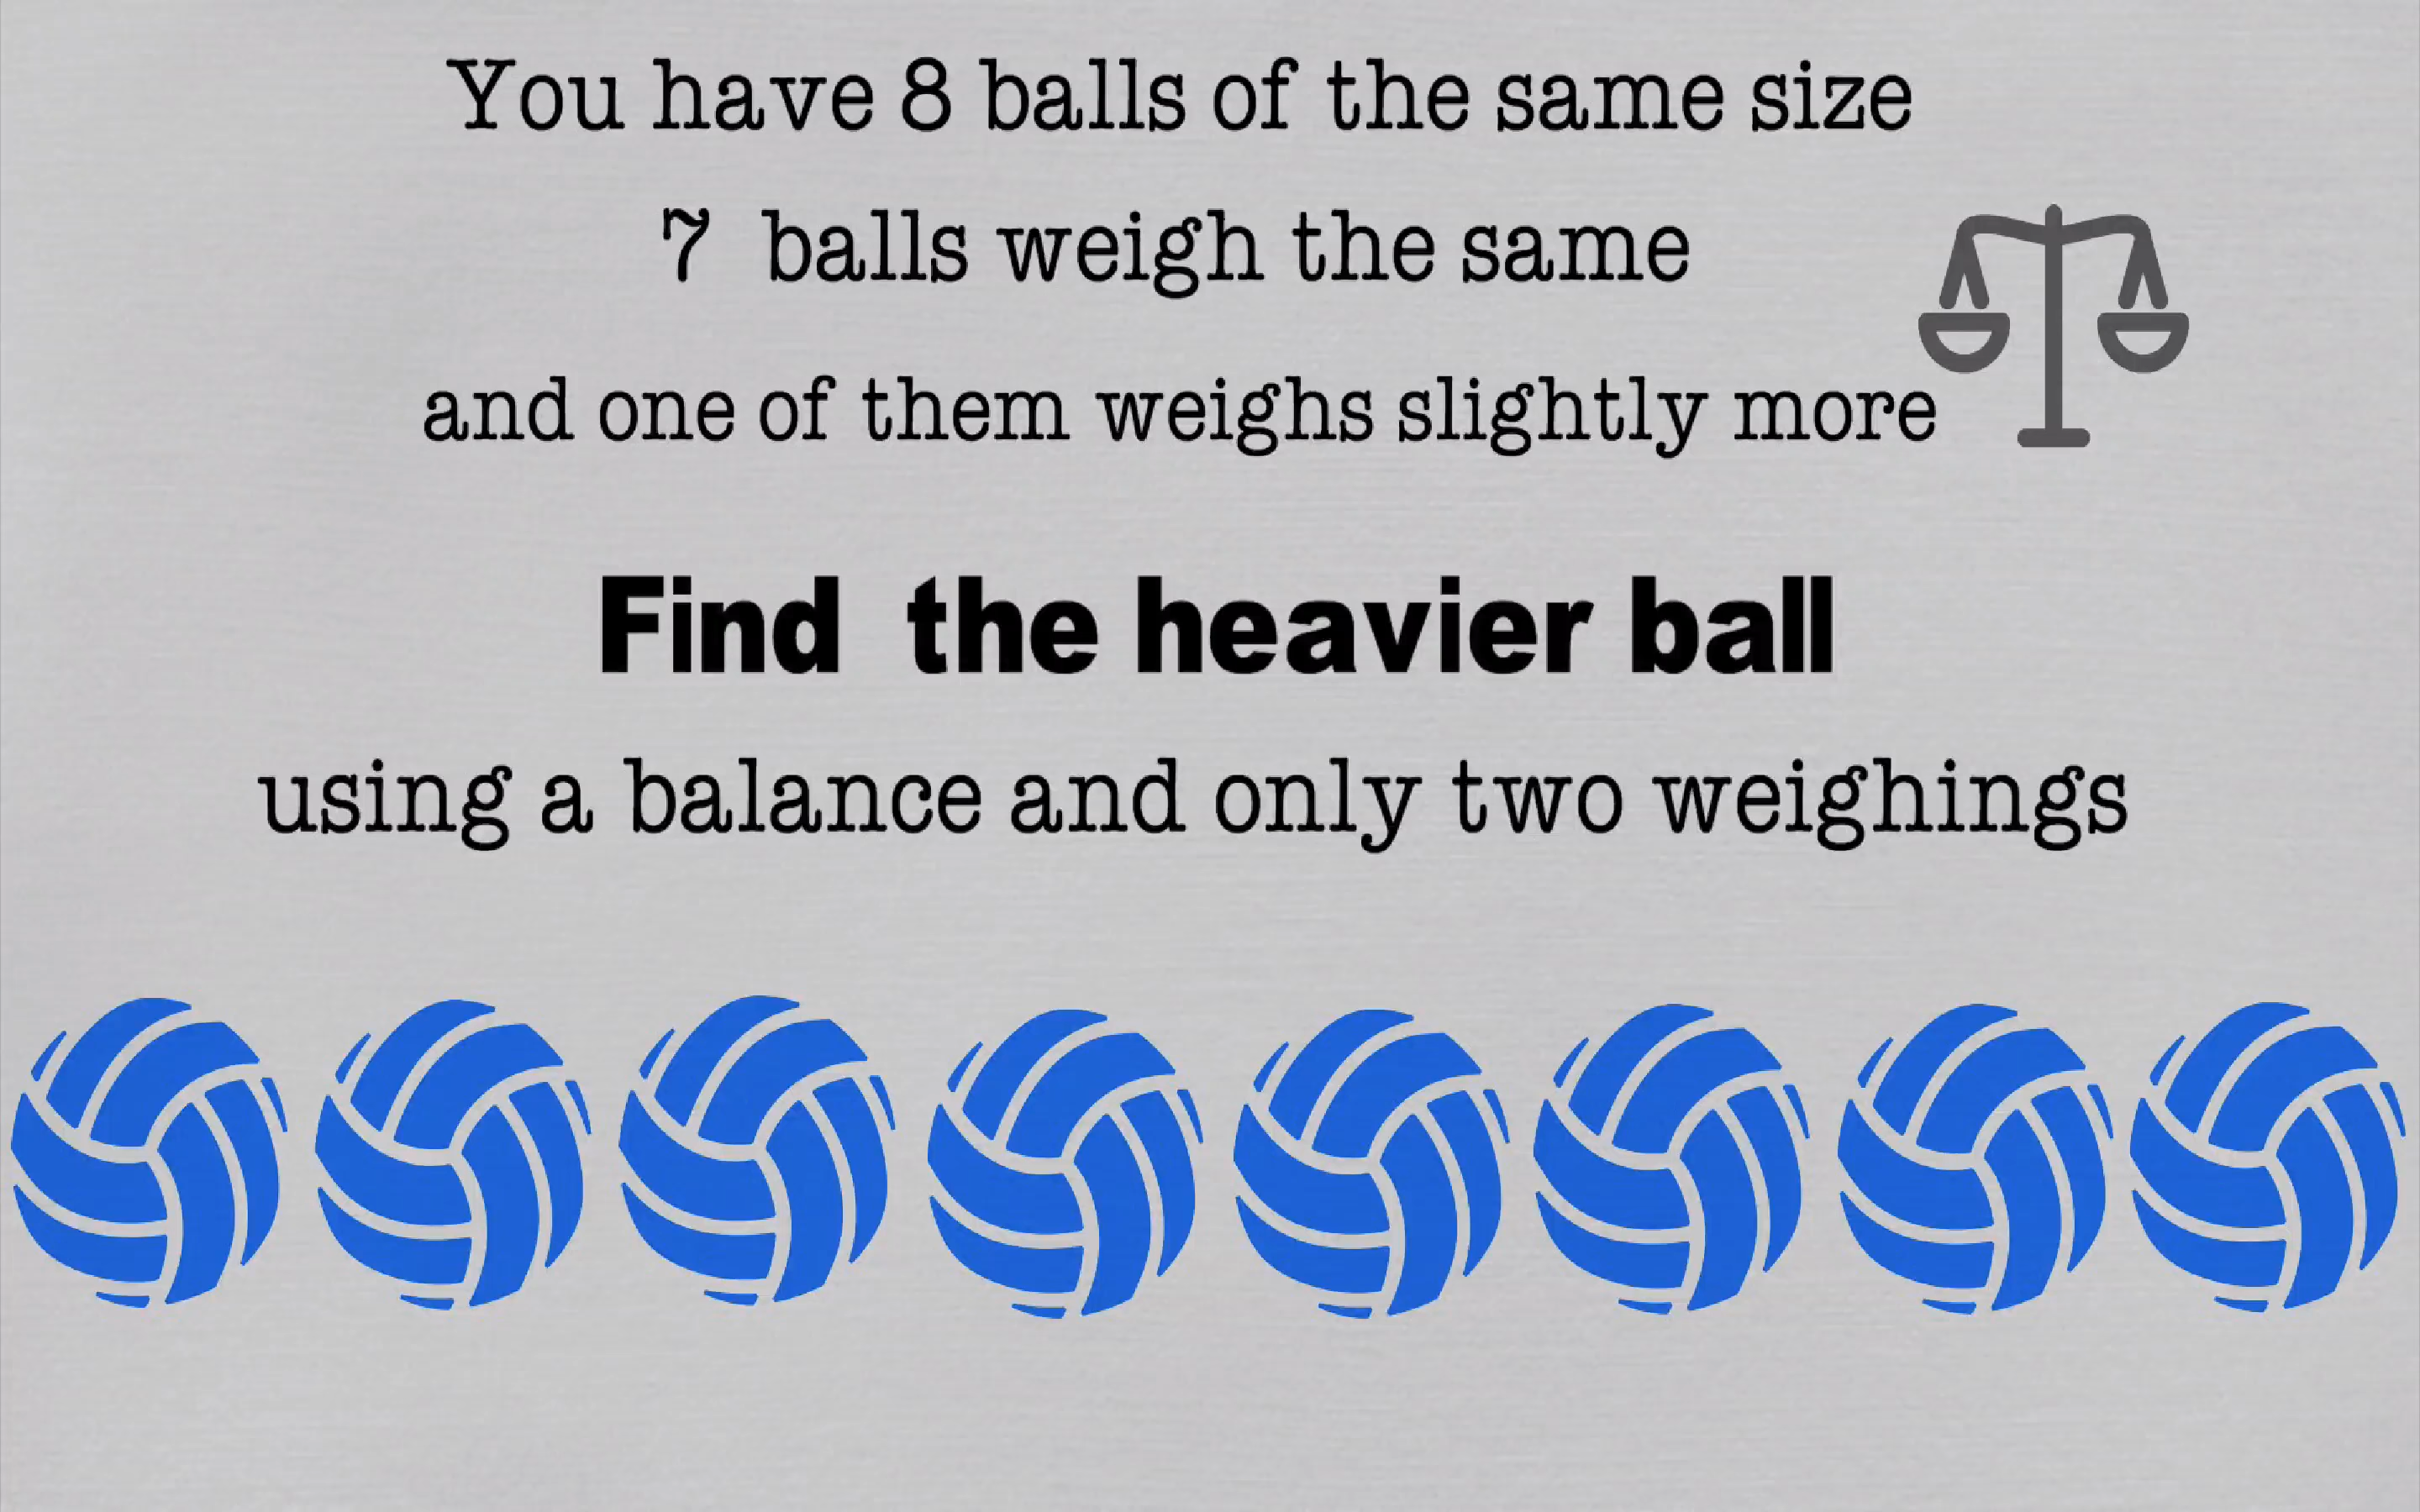 You have 8 balls of the same size
7 balls weigh the same
and one of them weighs slightly more
Find the heavier ball
using a balance and only two weighings